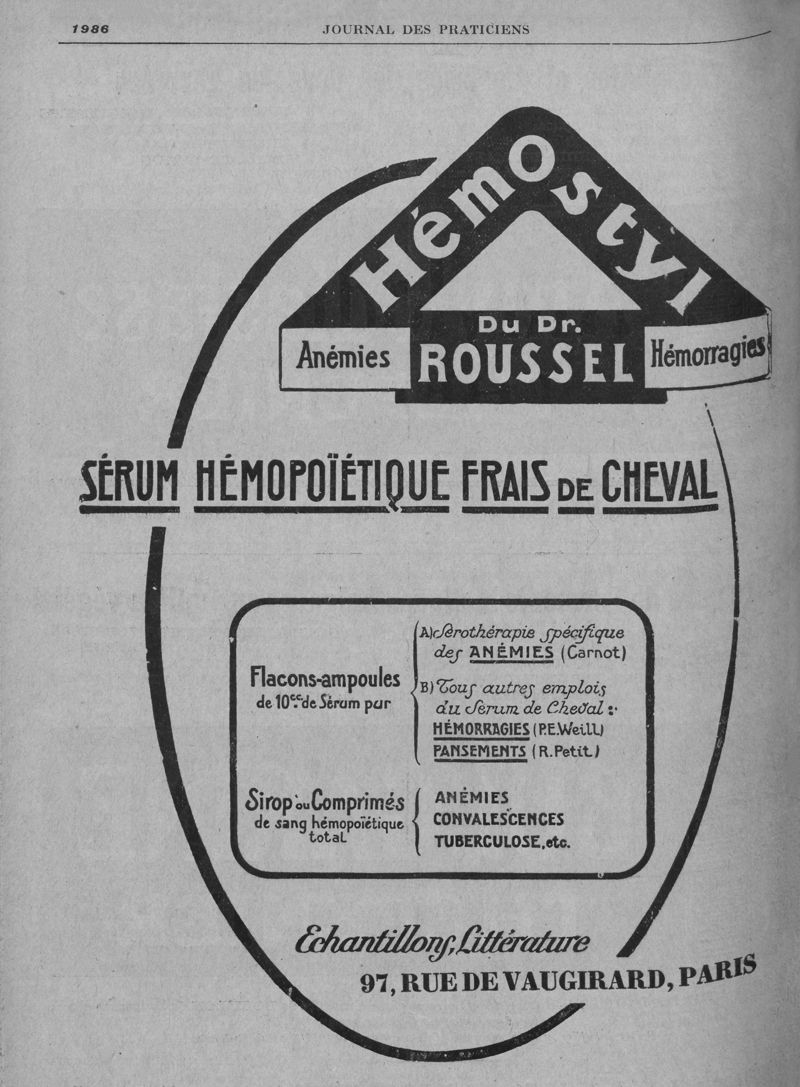 1986
JOURNAL DES PRATICIENS
Hémostyl
Du Dr.
Anémies
ROUSSEL
Hémorragies
SÉRUM HÉMOPOÏÉTIQUE FRAIS DE CHEVAL
Flacons-ampoules
de 10cc. de Sérum pur
A) Sérothérapie spécifique
des ANÉMIES (Carnot)
B) Tous autres emplois
du Sérum de Cheval :
HÉMORRAGIES (P.E.Weill)
PANSEMENTS (R.Petit)
Sirop ou Comprimés
de sang hémopoïétique
total
ANÉMIES
CONVALESCENCES
TUBERCULOSE, etc.
Echantillons, Littérature
97, RUE DE VAUGIRARD, PARIS